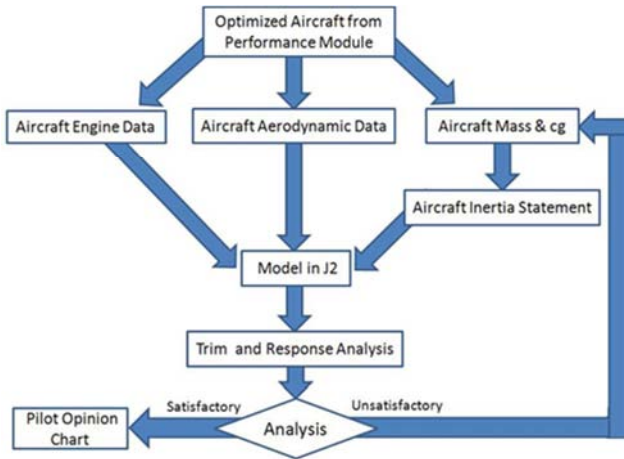 Optimized Aircraft from
Performance Module
Aircraft Engine Data
Aircraft Aerodynamic Data
Aircraft Mass & cg
Aircraft Inertia Statement
Model in J2
Trim and Response Analysis
Satisfactory
Unsatisfactory
Pilot Opinion
Chart
Analysis